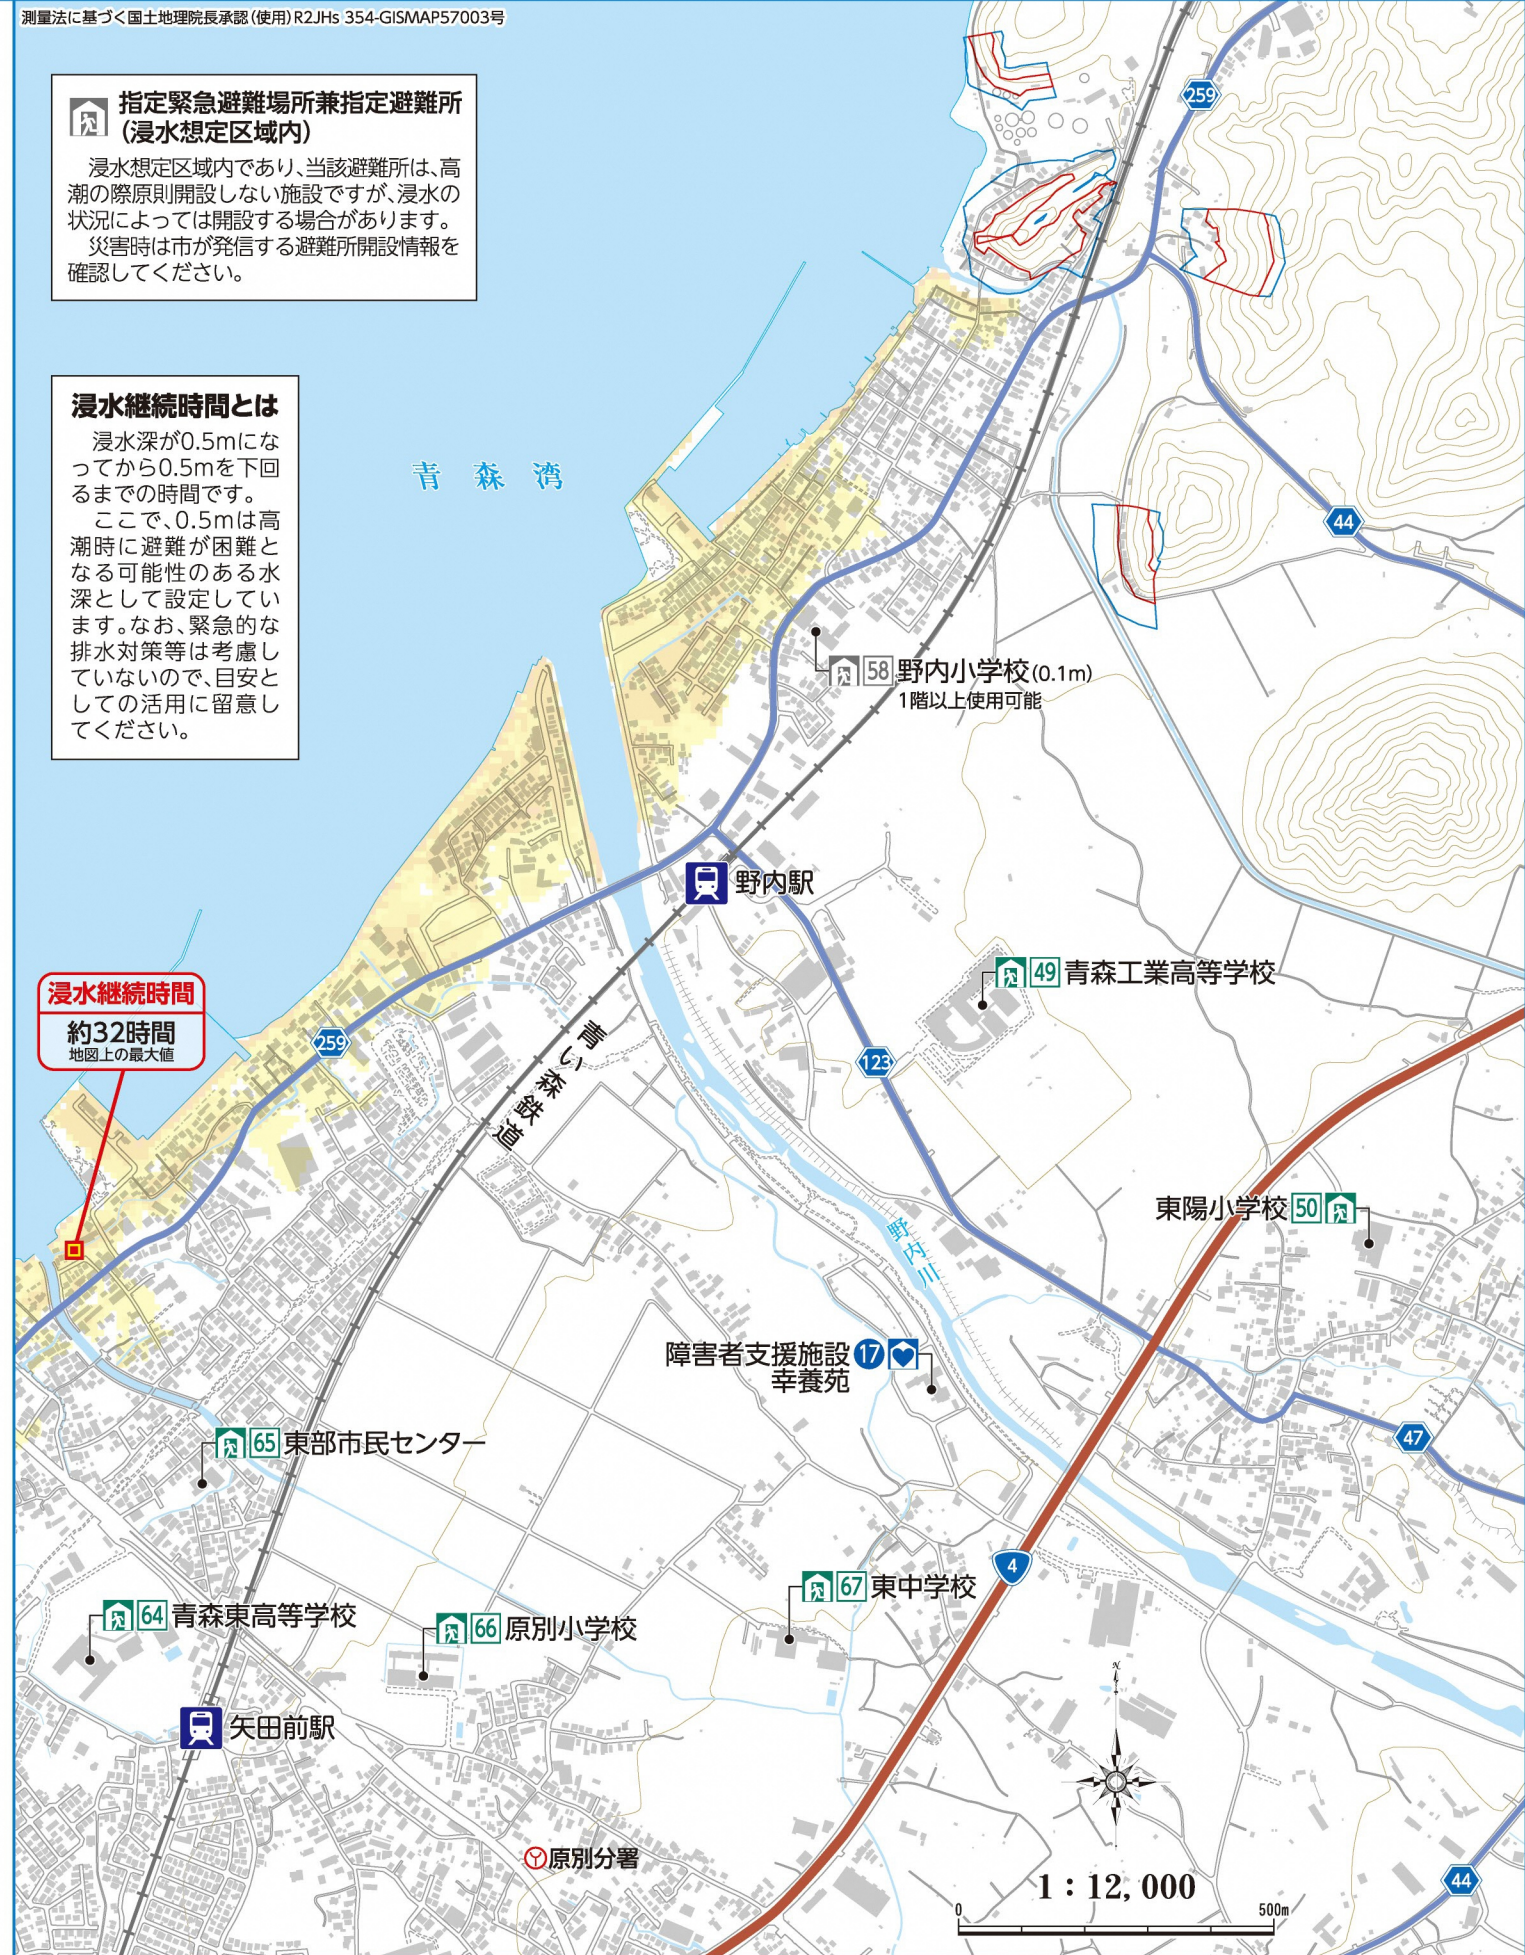 測量法に基づく国土地理院長承認(使用)R2JHs 354-GISMAP57003号
指定緊急避難場所兼指定避難所
(浸水想定区域内)
浸水想定区域内であり、当該避難所は、高
潮の際原則開設しない施設ですが、浸水の
状況によっては開設する場合があります。
災害時は市が発信する避難所開設情報を
確認してください。
259
浸水継続時間とは
浸水深が0.5mにな
ってから0.5mを下回
るまでの時間です。
ここで、0.5mは高
潮時に避難が困難と
なる可能性のある水
深として設定してい
ます。なお、緊急的な
排水対策等は考慮し
ていないので、目安と
しての活用に留意し
てください。
青森湾
44
58 野内小学校(0.1m)
1階以上使用可能
野内駅
49 青森工業高等学校
浸水継続時間
約32時間
地図上の最大値
259
青い森鉄道
123
東陽小学校 50
野内川
障害者支援施設 17
幸養苑
47
65 東部市民センター
4
67 東中学校
64 青森東高等学校
66 原別小学校
N
矢田前駅
原別分署
44
1:12,000
0 500m